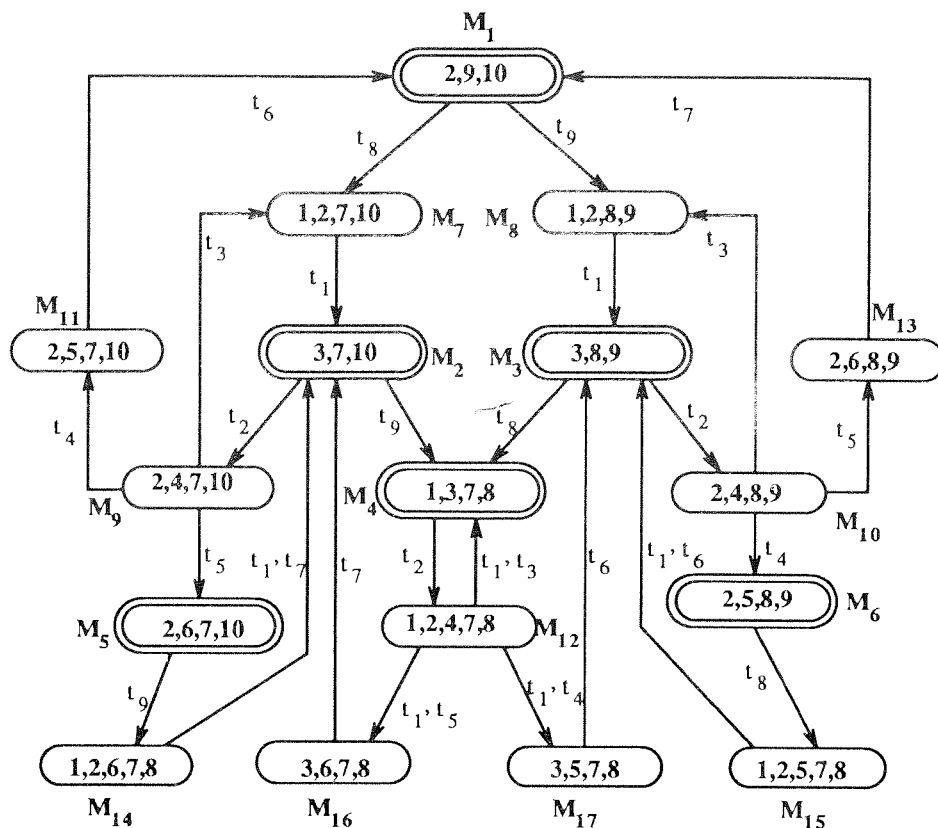 M1
2,9,10
t6
t7
t8
t9
1,2,7,10
M7
M8
1,2,8,9
t3
t3
t1
t1
M11
M13
2,5,7,10
3,7,10
M2
M3
3,8,9
2,6,8,9
t4
t2
t9
t8
t2
t5
2,4,7,10
M9
M4
1,3,7,8
2,4,8,9
M10
t5
t1, t7
t7
t2
t1, t3
t6
t1, t6
t4
M5
2,6,7,10
1,2,4,7,8
M12
2,5,8,9
M6
t9
t1, t5
t1, t4
t8
1,2,6,7,8
3,6,7,8
3,5,7,8
1,2,5,7,8
M14
M16
M17
M15